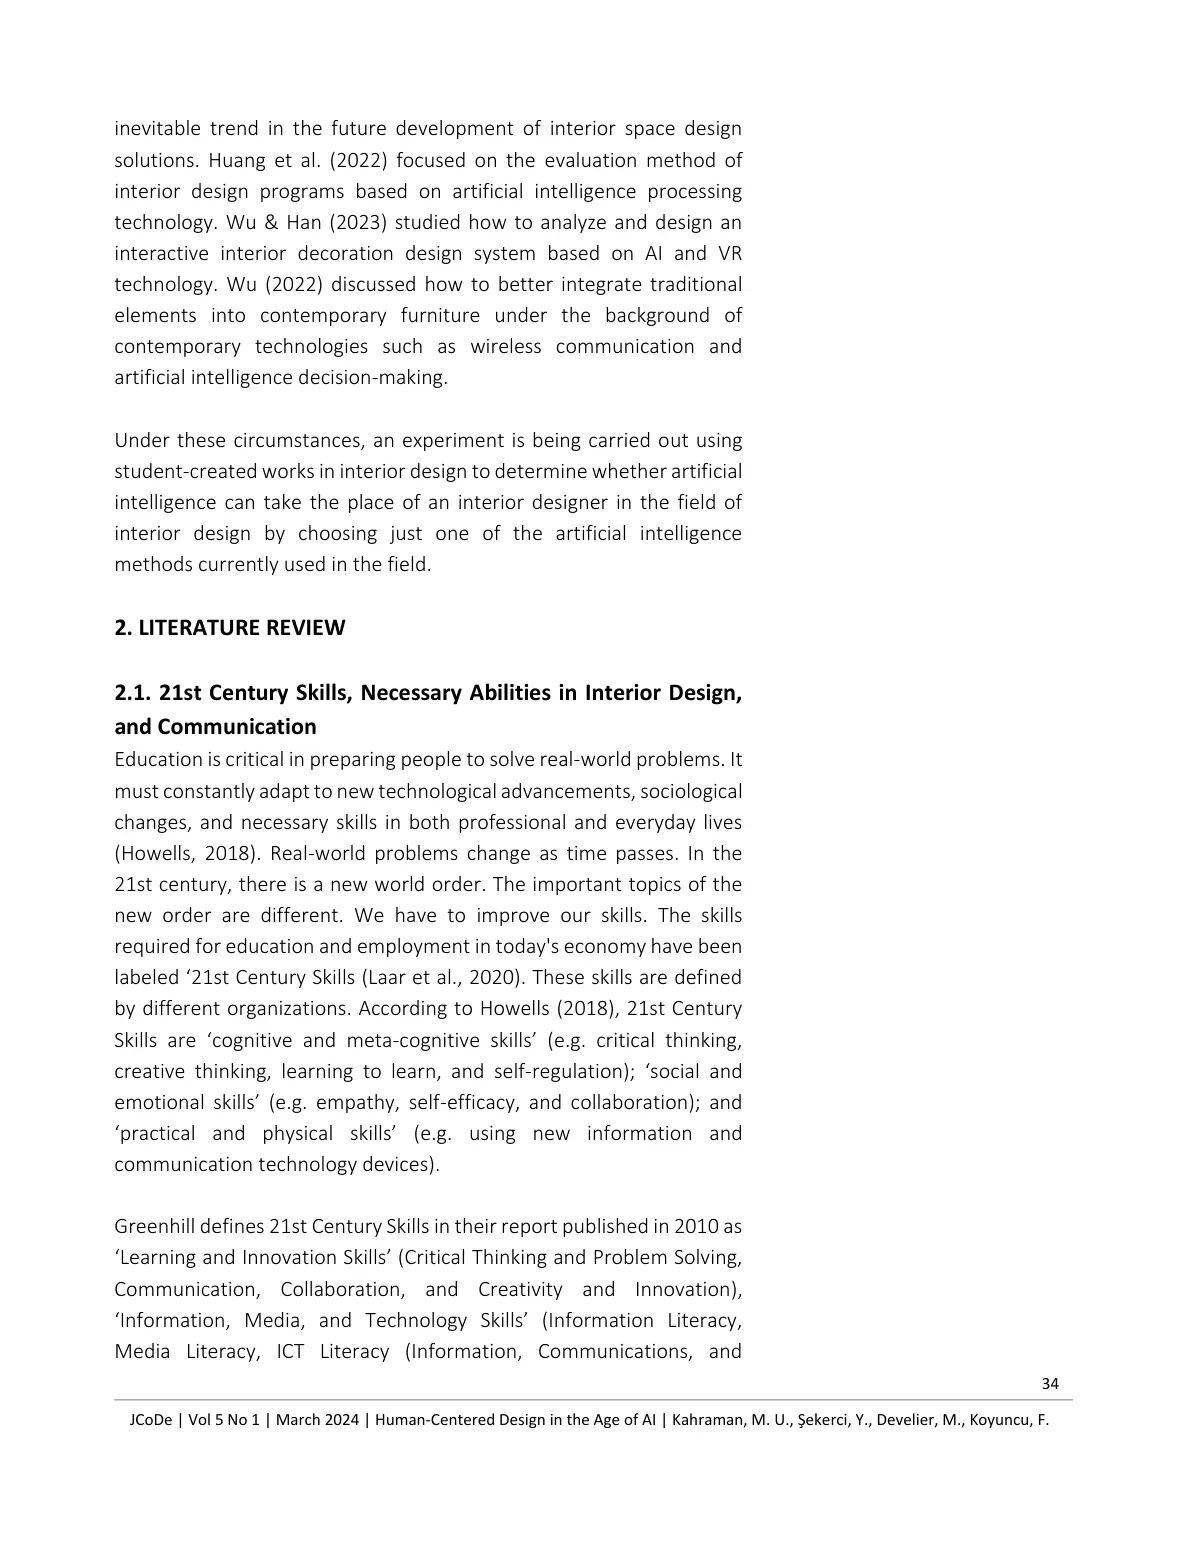 inevitable trend in the future development of interior space design
solutions. Huang et al. (2022) focused on the evaluation method of
interior design programs based on artificial intelligence processing
technology. Wu & Han (2023) studied how to analyze and design an
interactive interior decoration design system based on AI and VR
technology. Wu (2022) discussed how to better integrate traditional
elements into contemporary furniture under the background of
contemporary technologies such as wireless communication and
artificial intelligence decision-making.
Under these circumstances, an experiment is being carried out using
student-created works in interior design to determine whether artificial
intelligence can take the place of an interior designer in the field of
interior design by choosing just one of the artificial intelligence
methods currently used in the field.
2. LITERATURE REVIEW
2.1. 21st Century Skills, Necessary Abilities in Interior Design,
and Communication
Education is critical in preparing people to solve real-world problems. It
must constantly adapt to new technological advancements, sociological
changes, and necessary skills in both professional and everyday lives
(Howells, 2018). Real-world problems change as time passes. In the
21st century, there is a new world order. The important topics of the
new order are different. We have to improve our skills. The skills
required for education and employment in today's economy have been
labeled ‘21st Century Skills (Laar et al., 2020). These skills are defined
by different organizations. According to Howells (2018), 21st Century
Skills are ‘cognitive and meta-cognitive skills’ (e.g. critical thinking,
creative thinking, learning to learn, and self-regulation); ‘social and
emotional skills’ (e.g. empathy, self-efficacy, and collaboration); and
‘practical and physical skills’ (e.g. using new information and
communication technology devices).
Greenhill defines 21st Century Skills in their report published in 2010 as
‘Learning and Innovation Skills’ (Critical Thinking and Problem Solving,
Communication, Collaboration, and Creativity and Innovation),
‘Information, Media, and Technology Skills’ (Information Literacy,
Media Literacy, ICT Literacy (Information, Communications, and
34
JCoDe | Vol 5 No 1 | March 2024 | Human-Centered Design in the Age of AI | Kahraman, M. U., Şekerci, Y., Develier, M., Koyuncu, F.